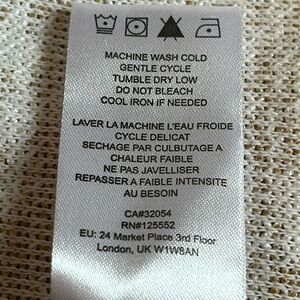 MACHINE WASH COLD
GENTLE CYCLE
TUMBLE DRY LOW
DO NOT BLEACH
COOL IRON IF NEEDED
LAVER LA MACHINE L'EAU FROIDE
CYCLE DELICAT
SECHAGE PAR CULBUTAGE A
CHALEUR FAIBLE
NE PAS JAVELLISER
REPASSER A FAIBLE INTENSITE
AU BESOIN
CA#32054
RN#125552
EU: 24 Market Place 3rd Floor
London, UK W1W8AN